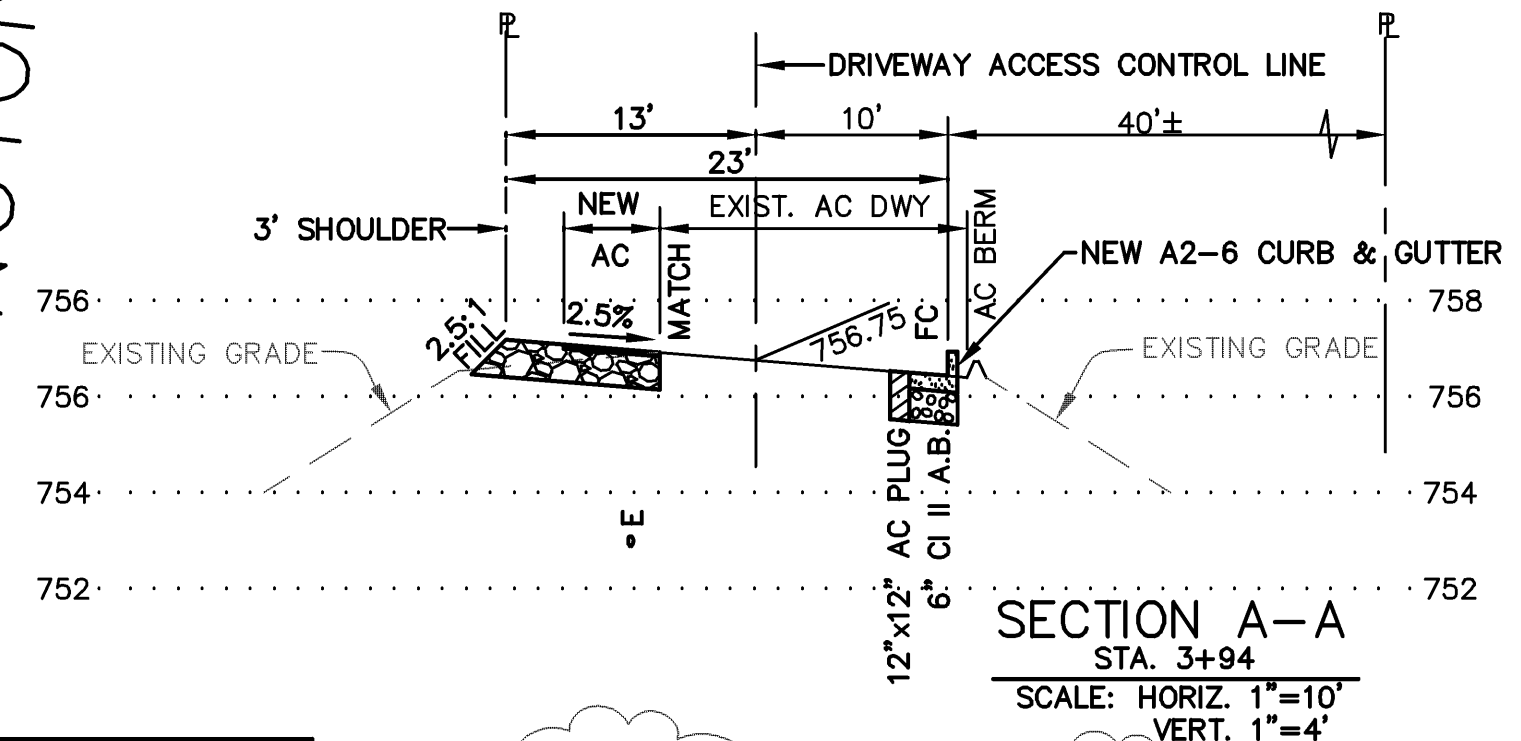 PL PL
DRIVEWAY ACCESS CONTROL LINE
13' 10' 40'±
23'
NEW EXIST. AC DWY
3' SHOULDER
AC
MATCH
AC BERM
NEW A2-6 CURB & GUTTER
756 758
2.5:1
FILL
2.5%
756.75
FC
EXISTING GRADE EXISTING GRADE
756 756
754 754
E
12"x12" AC PLUG
6" CI II A.B.
752 752
SECTION A-A
STA. 3+94
SCALE: HORIZ. 1"=10'
VERT. 1"=4'